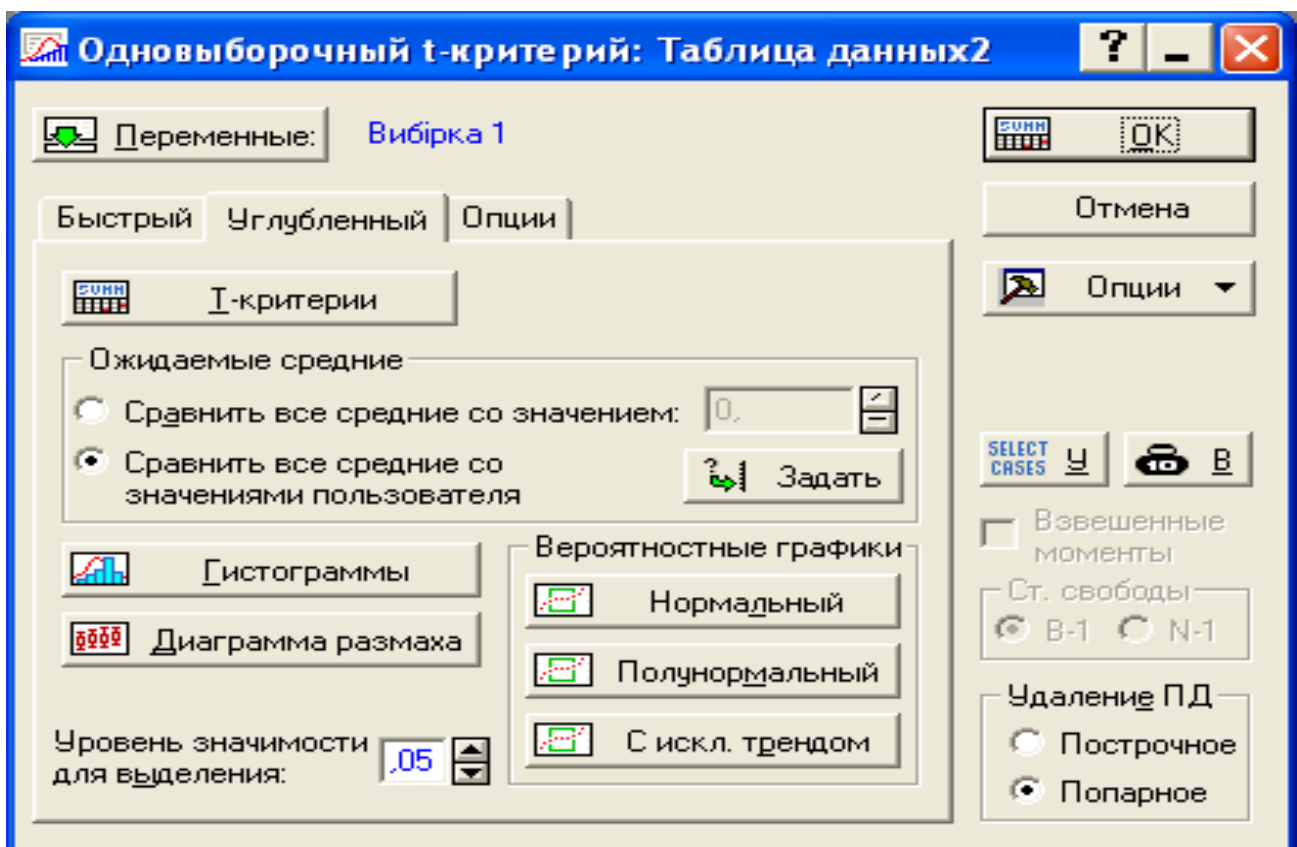 Одновыборочный t-критерий: Таблица данных2
Переменные: Вибірка 1
OK
Отмена
Опции
Быстрый Углубленный Опции
SUMM Т-критерии
Ожидаемые средние
Сравнить все средние со значением: 0,
Сравнить все средние со
значениями пользователя
Задать
SELECT
CASES У
В
Гистограммы
Диаграмма размаха
Вероятностные графики
Нормальный
Полунормальный
С искл. трендом
Уровень значимости
для выделения: ,05
Взвешенные
моменты
Ст. свободы
В-1 N-1
Удаление ПД
Построчное
Попарное